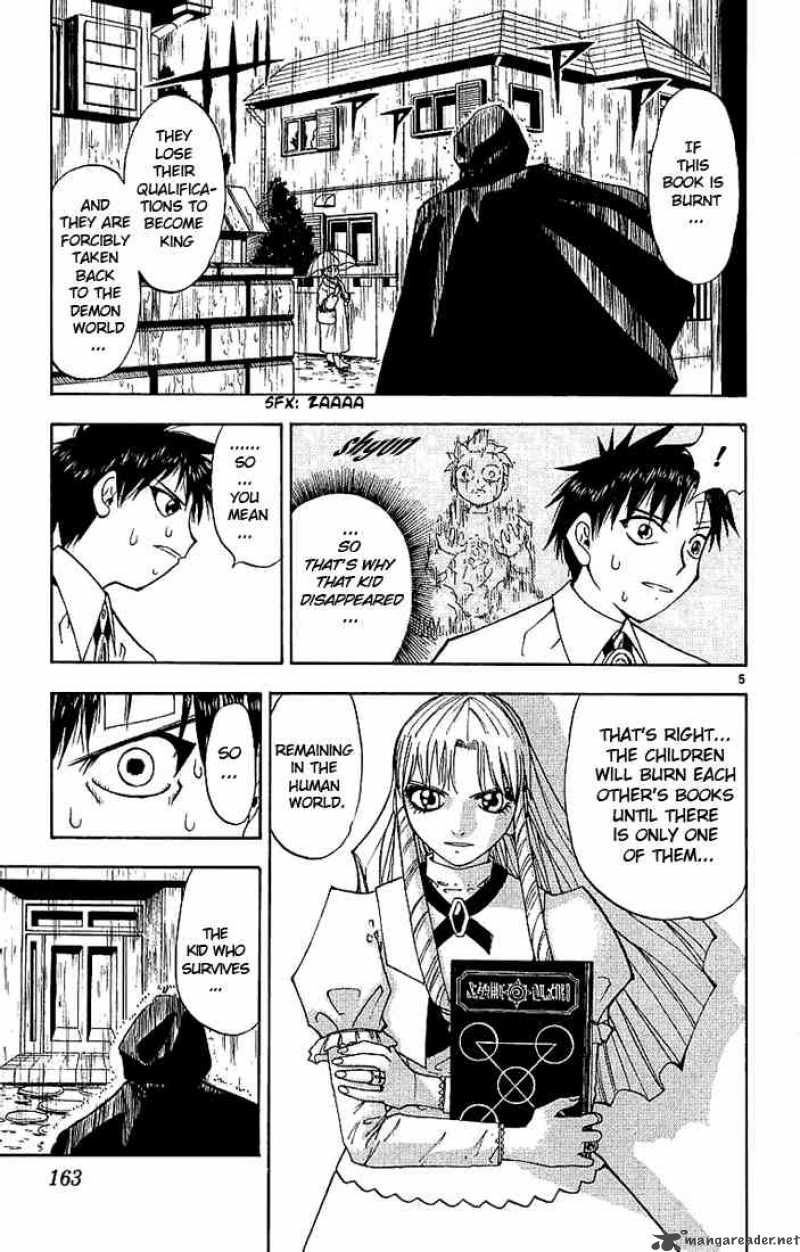 IF
THIS
BOOK IS
BURNT
...
THEY
LOSE
THEIR
QUALIFICA-
TIONS TO
BECOME
KING
AND
THEY ARE
FORCIBLY
TAKEN
BACK
TO THE
DEMON
WORLD
...
SFX: ZAAAA
!
shyun
...
SO
THAT'S WHY
THAT KID
DISAPPEARED
...
......
SO
...
YOU
MEAN
...
5
THAT'S RIGHT...
THE CHILDREN
WILL BURN EACH
OTHER'S BOOKS
UNTIL THERE
IS ONLY ONE
OF THEM...
REMAINING
IN THE
HUMAN
WORLD.
SO
...
THE
KID WHO
SURVIVES
...
163
mangareader.net